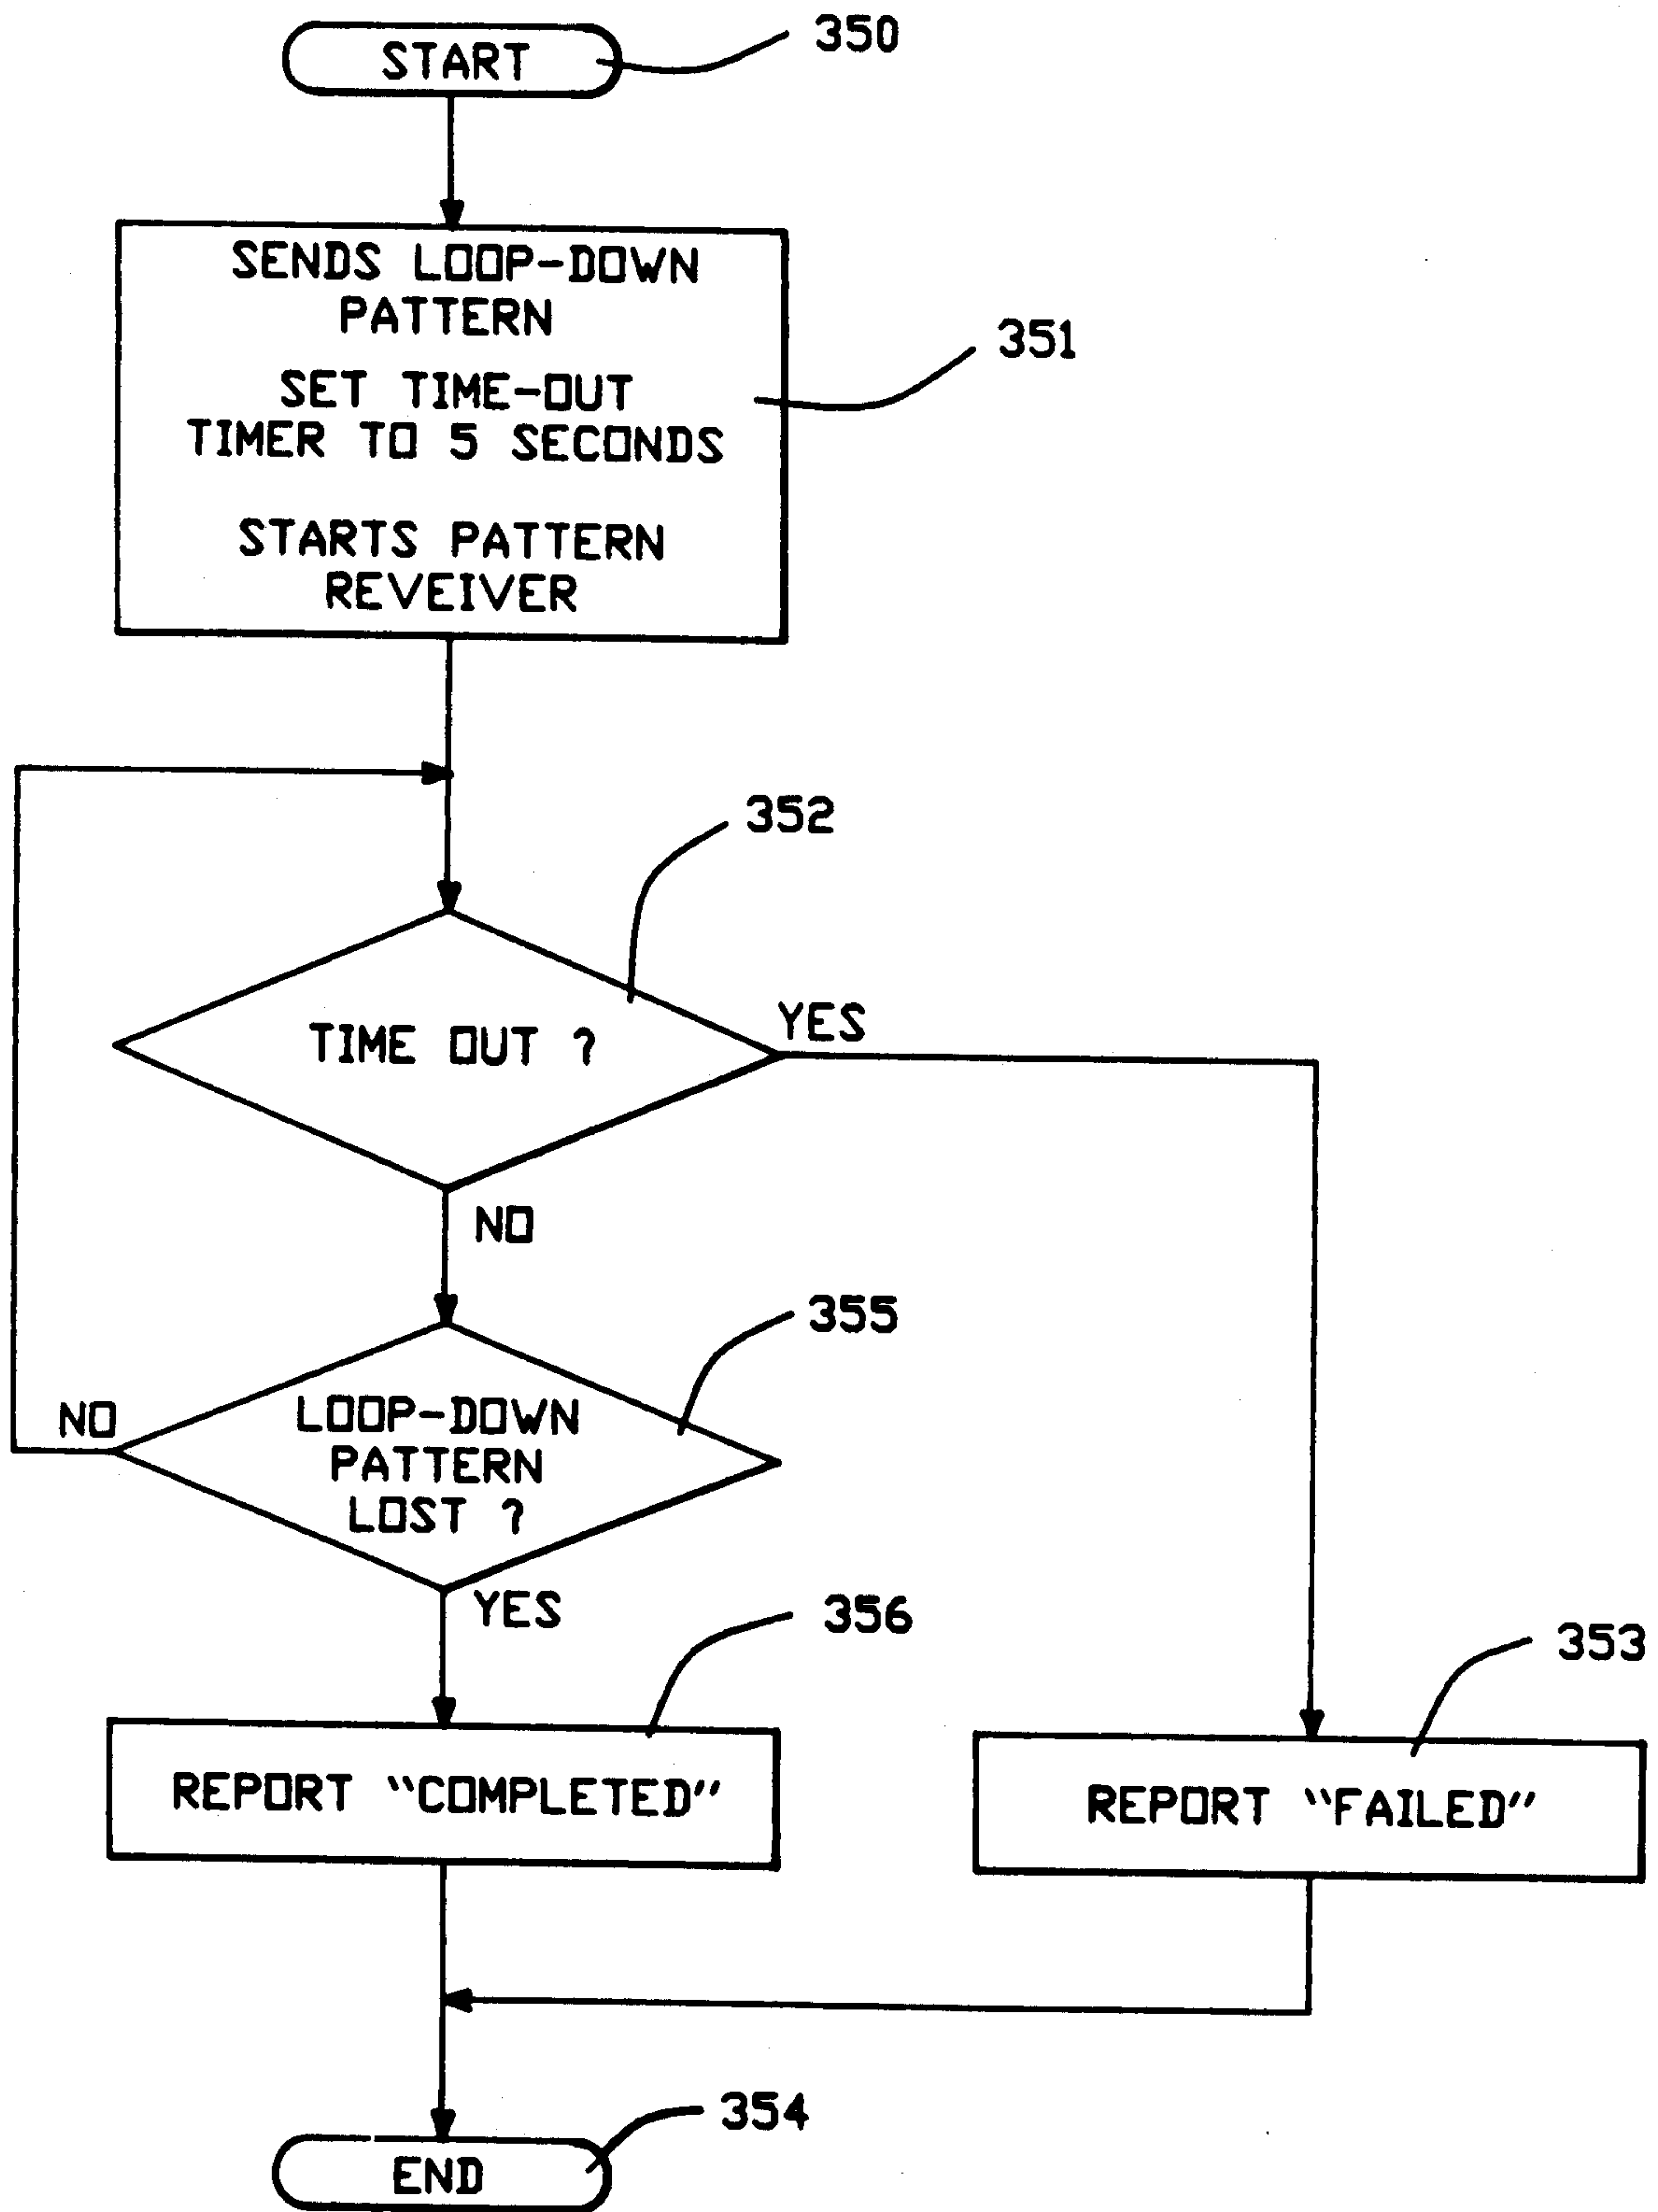 START
350
SENDS LOOP-DOWN
PATTERN
SET TIME-OUT
TIMER TO 5 SECONDS
STARTS PATTERN
REVEIVER
351
352
TIME OUT ?
YES
NO
355
NO
LOOP-DOWN
PATTERN
LOST ?
YES
356
353
REPORT "COMPLETED"
REPORT "FAILED"
354
END